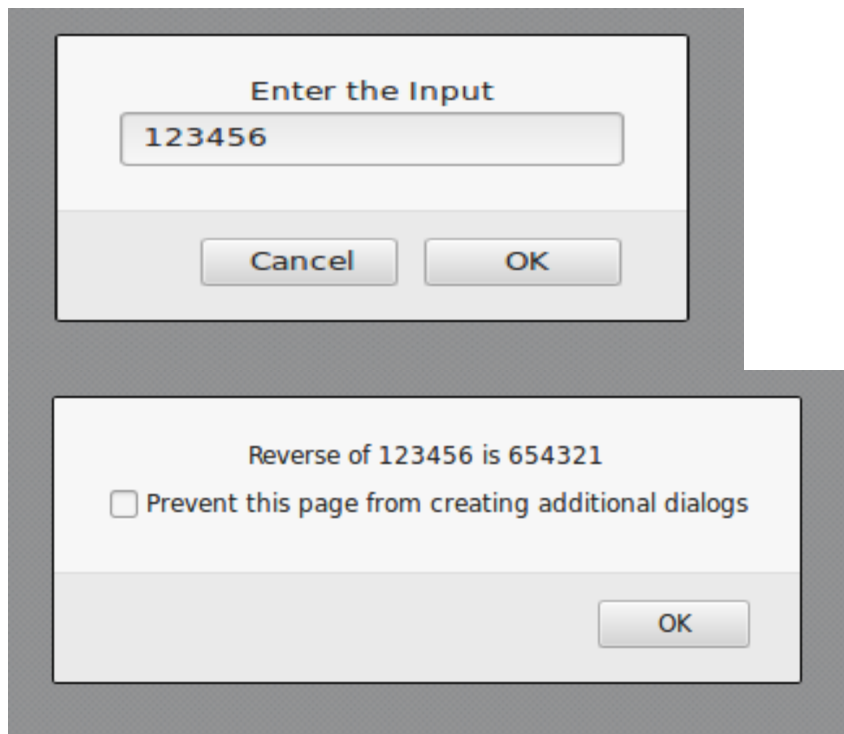 Enter the Input
123456
Cancel OK
Reverse of 123456 is 654321
Prevent this page from creating additional dialogs
OK